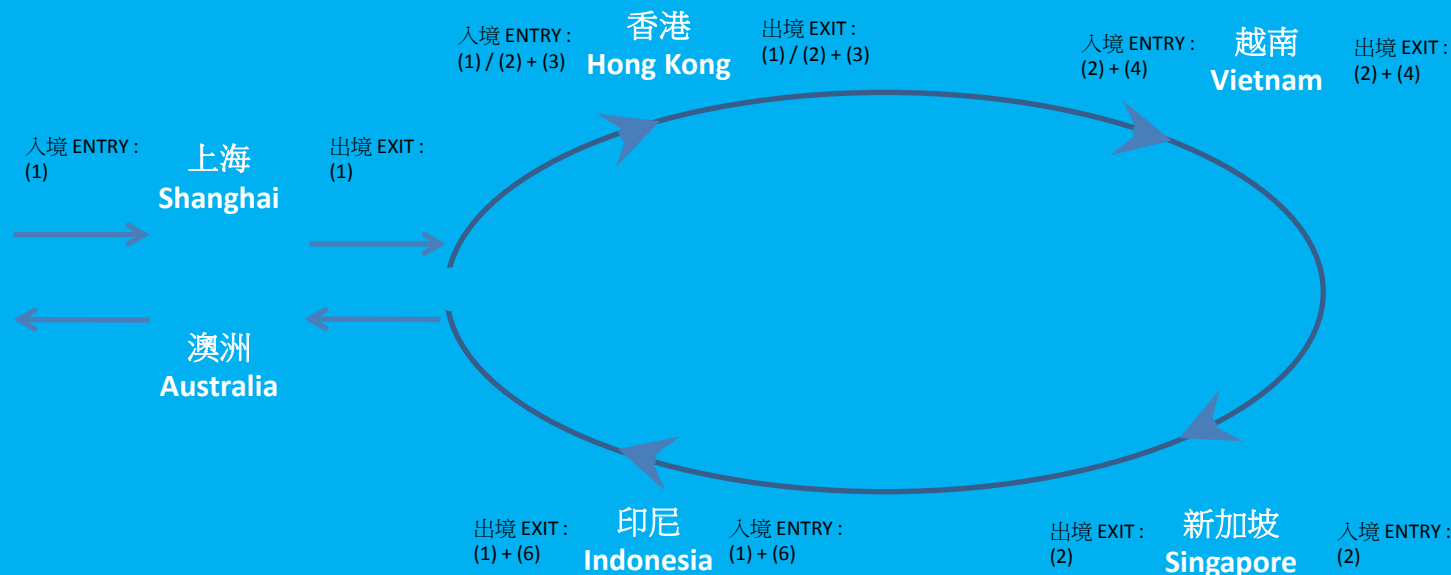 入境 ENTRY :
(1) / (2) + (3)
香港
Hong Kong
出境 EXIT :
(1) / (2) + (3)
入境 ENTRY :
(2) + (4)
越南
Vietnam
出境 EXIT :
(2) + (4)
入境 ENTRY :
(1)
上海
Shanghai
出境 EXIT :
(1)
澳洲
Australia
出境 EXIT :
(1) + (6)
印尼
Indonesia
入境 ENTRY :
(1) + (6)
出境 EXIT :
(2)
新加坡
Singapore
入境 ENTRY :
(2)